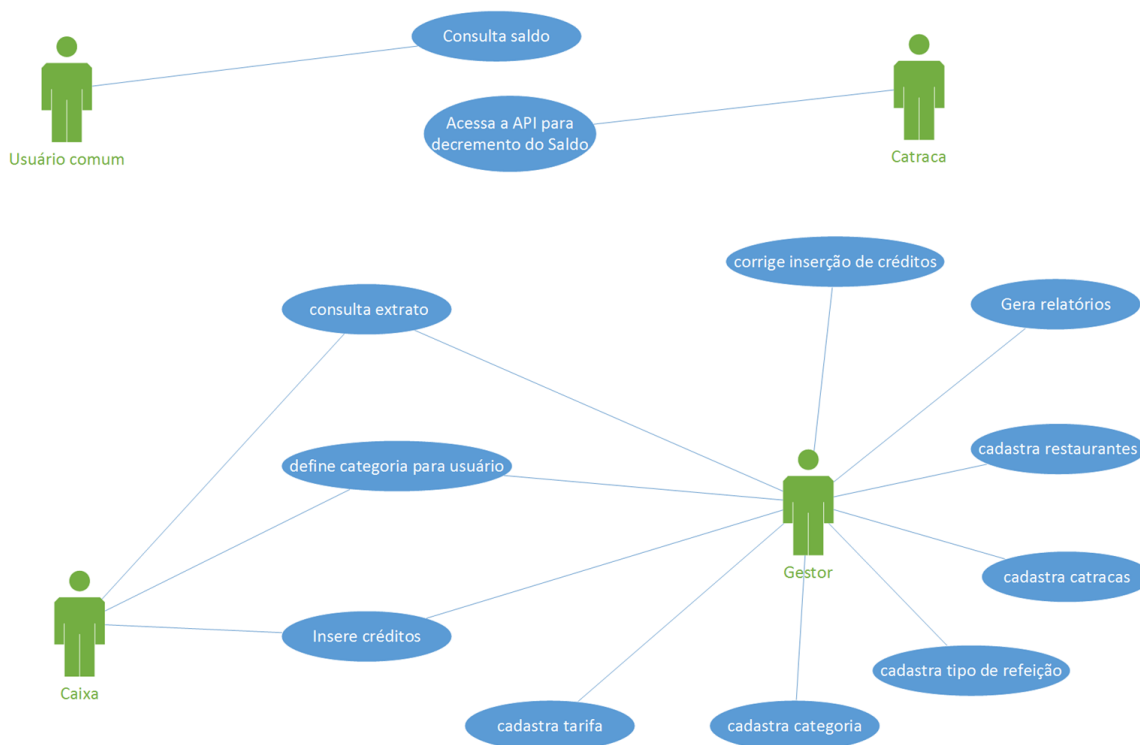 Consulta saldo
Usuário comum
Acessa a API para
decremento do Saldo
Catraca
corrige inserção de créditos
consulta extrato
Gera relatórios
define categoria para usuário
cadastra restaurantes
Gestor
cadastra catracas
Insere créditos
Caixa
cadastra tipo de refeição
cadastra tarifa
cadastra categoria